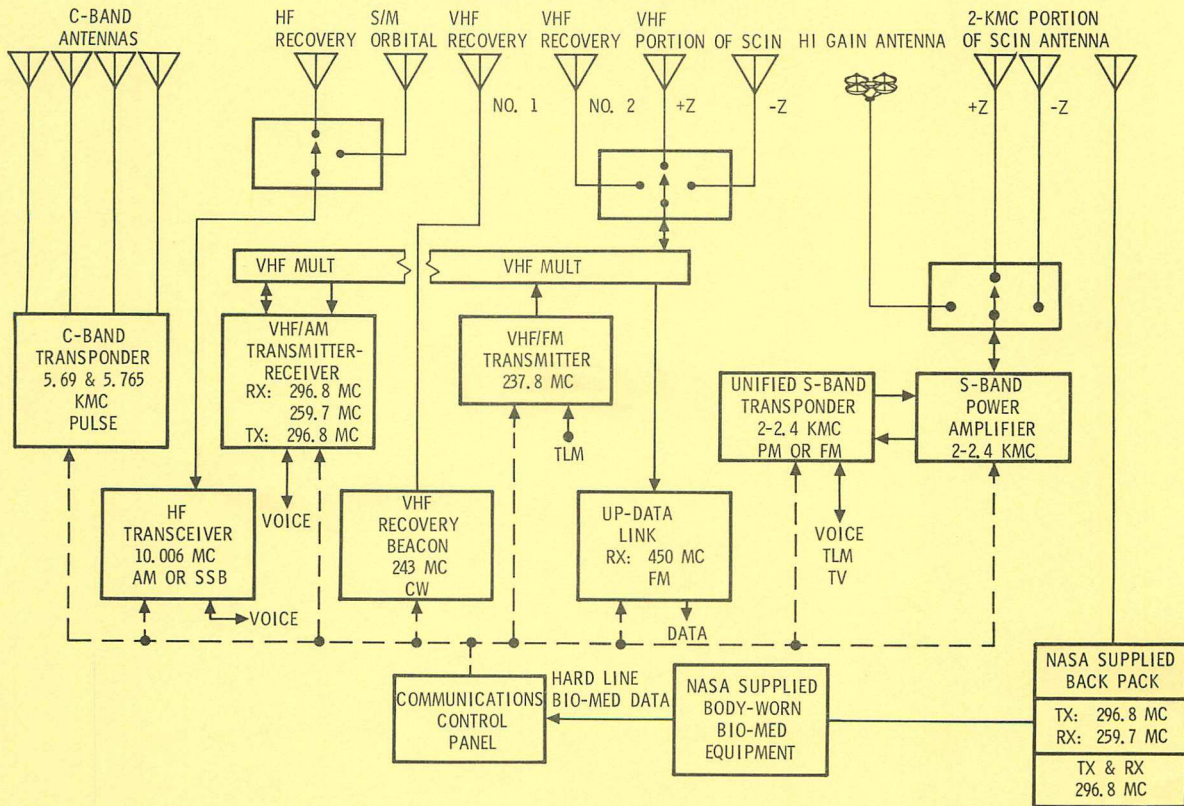 C-BAND
ANTENNAS
HF
RECOVERY
S/M
ORBITAL
VHF
RECOVERY
NO. 1
VHF
RECOVERY
NO. 2
VHF
PORTION OF SCIN
+Z
-Z
HI GAIN ANTENNA
2-KMC PORTION
OF SCIN ANTENNA
+Z
-Z
VHF MULT
VHF MULT
C-BAND
TRANSPONDER
5.69 & 5.765
KMC
PULSE
VHF/AM
TRANSMITTER-
RECEIVER
RX: 296.8 MC
259.7 MC
TX: 296.8 MC
VHF/FM
TRANSMITTER
237.8 MC
TLM
UNIFIED S-BAND
TRANSPONDER
2-2.4 KMC
PM OR FM
S-BAND
POWER
AMPLIFIER
2-2.4 KMC
HF
TRANSCEIVER
10.006 MC
AM OR SSB
VOICE
VOICE
VHF
RECOVERY
BEACON
243 MC
CW
UP-DATA
LINK
RX: 450 MC
FM
DATA
VOICE
TLM
TV
COMMUNICATIONS
CONTROL
PANEL
HARD LINE
BIO-MED DATA
NASA SUPPLIED
BODY-WORN
BIO-MED
EQUIPMENT
NASA SUPPLIED
BACK PACK
TX: 296.8 MC
RX: 259.7 MC
TX & RX
296.8 MC